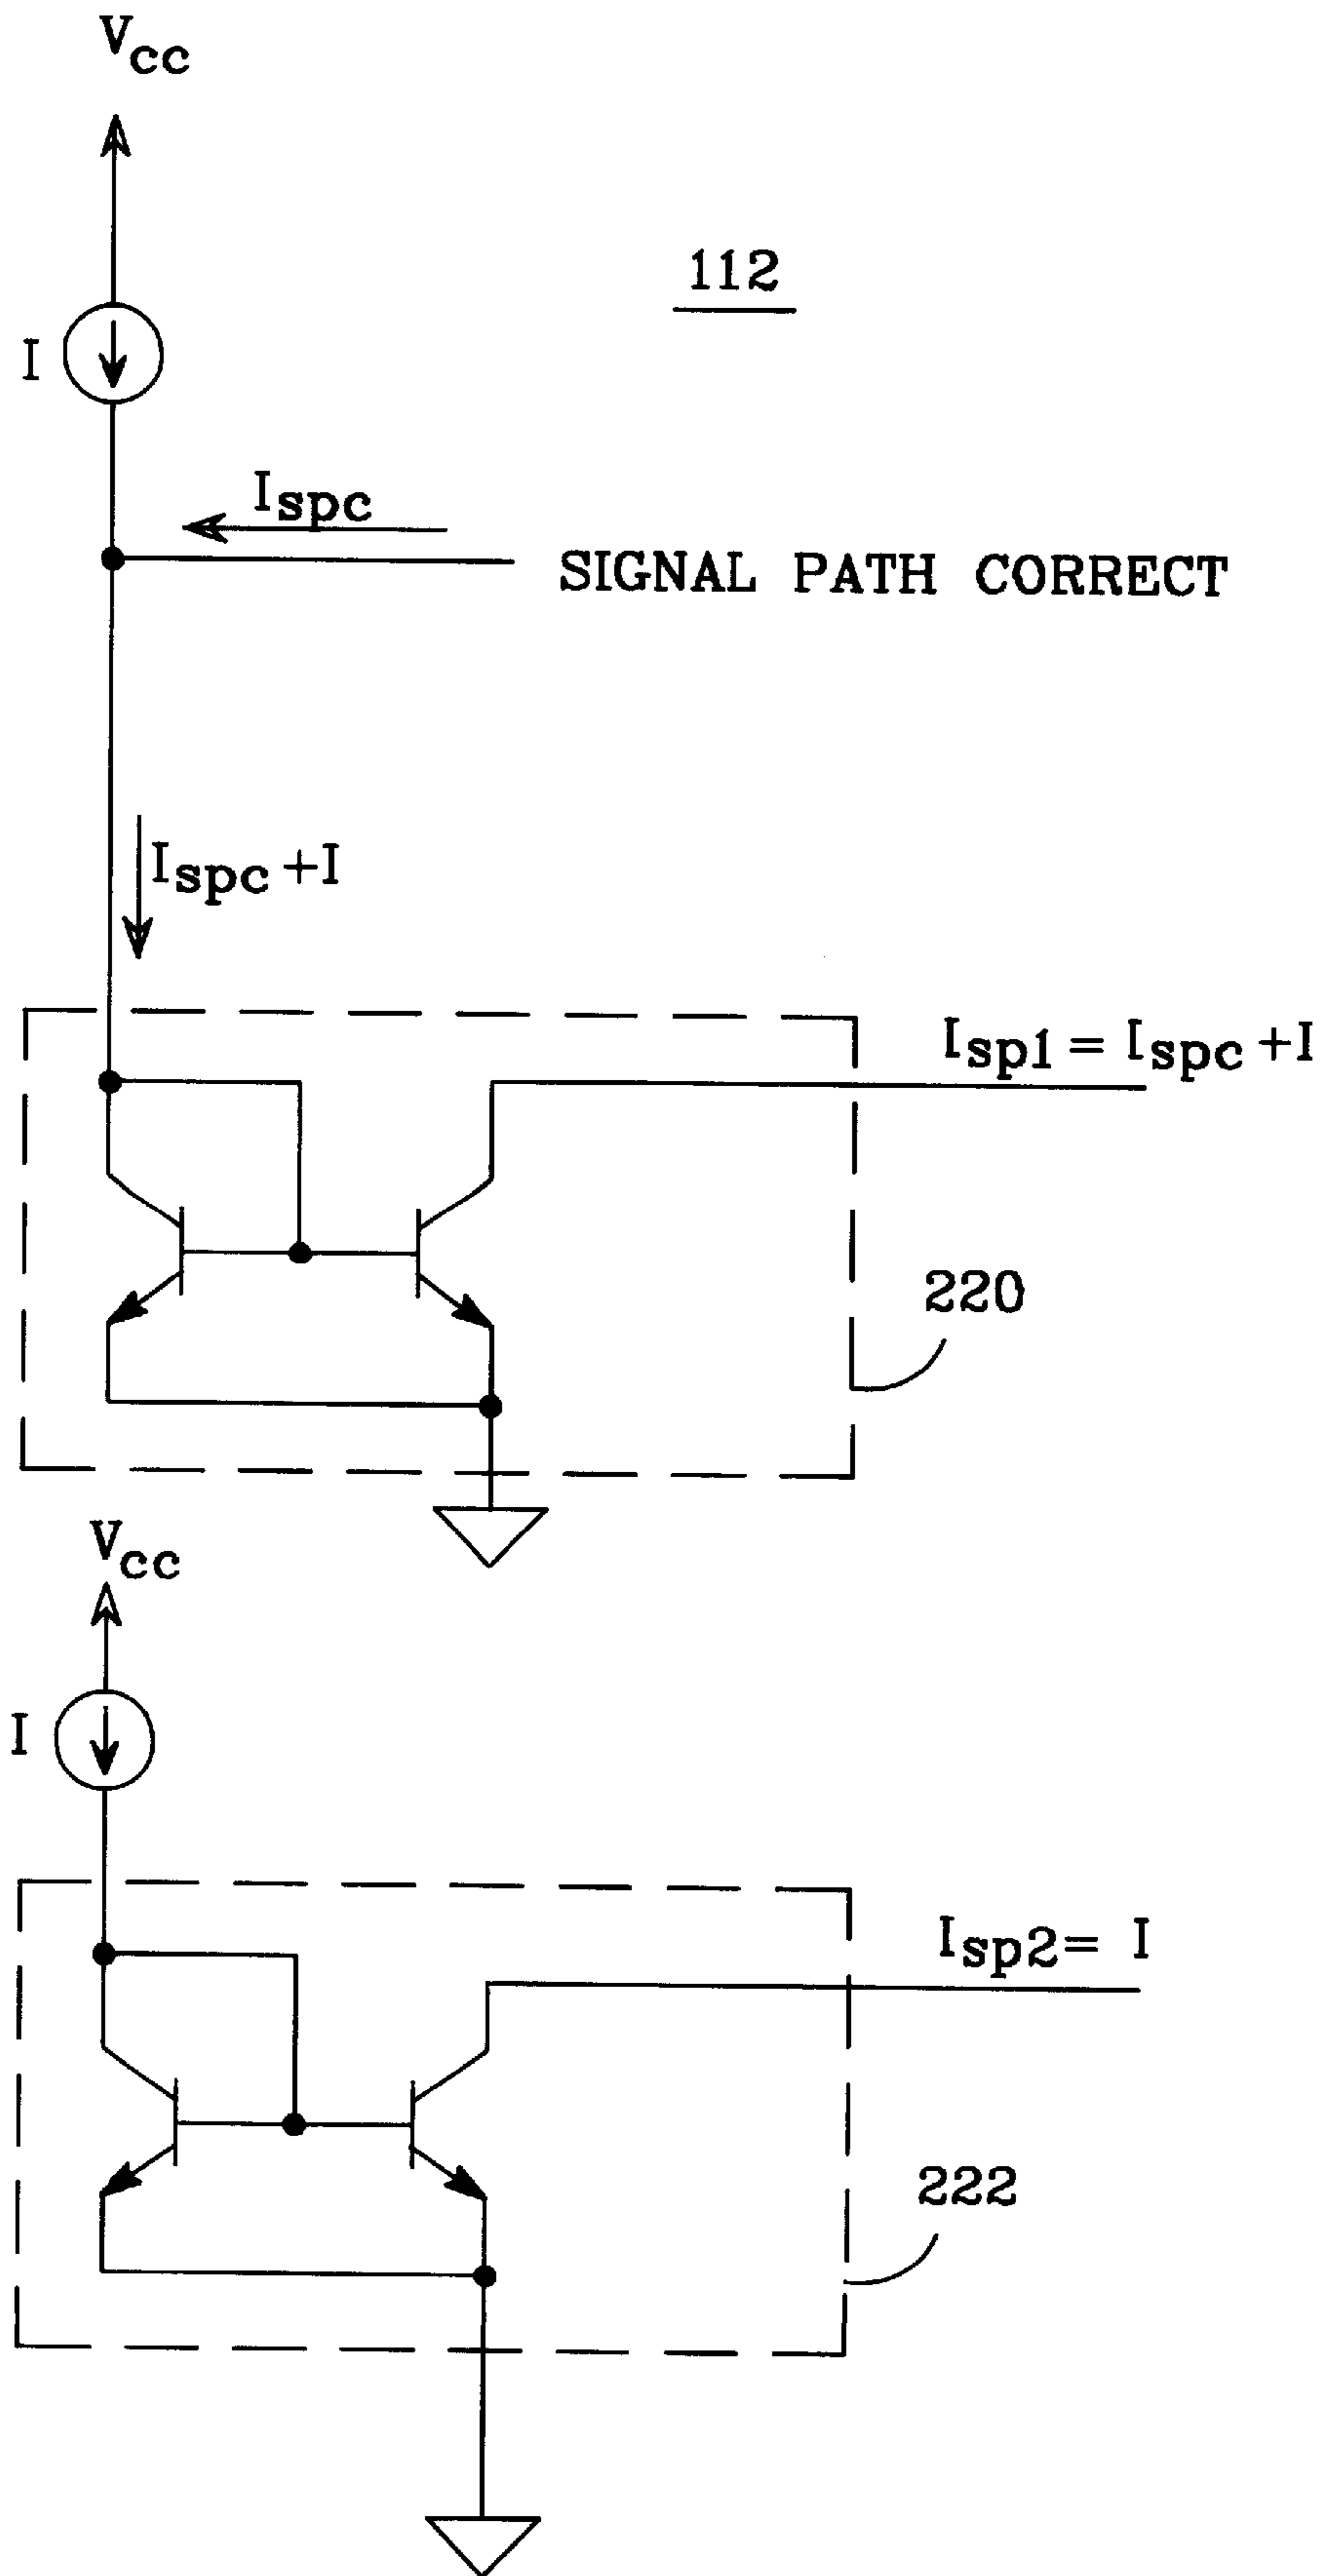 Vcc
112
I
Ispc
SIGNAL PATH CORRECT
Ispc +I
Isp1 = Ispc +I
220
Vcc
I
Isp2= I
222